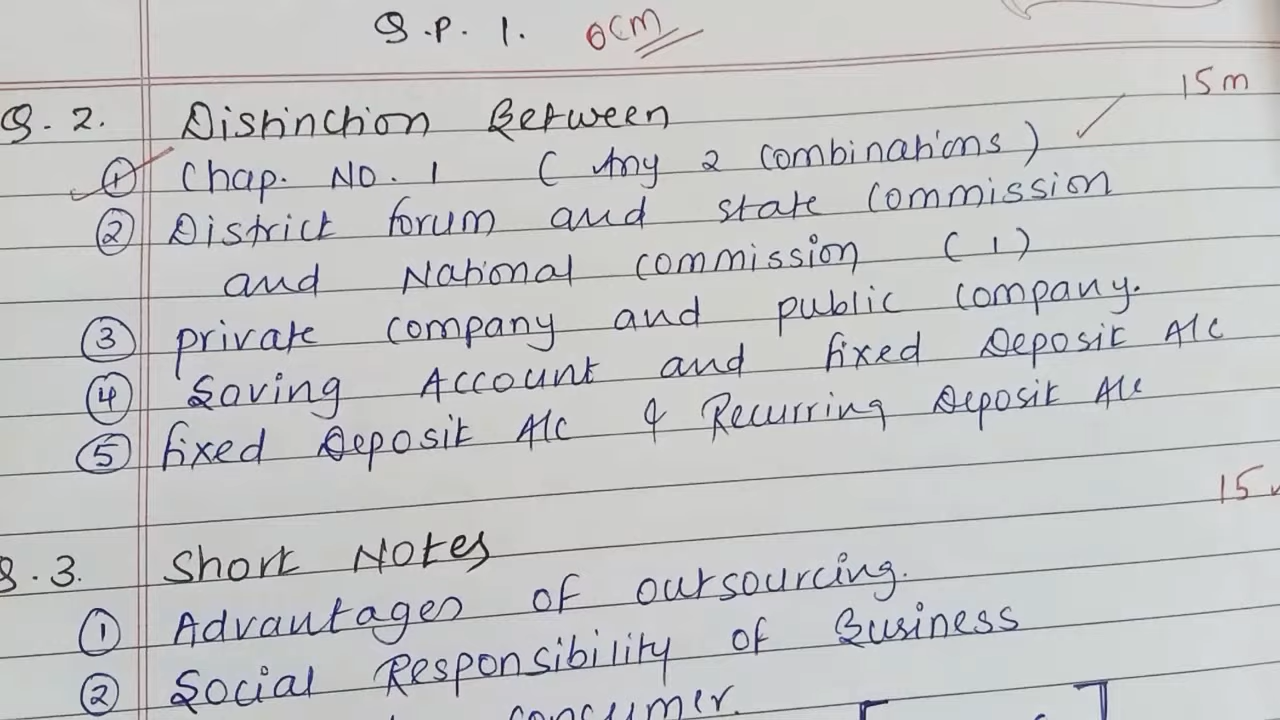 S.P. 1. OCM
15m
Q.2. Distinction Between
① Chap. No. 1 (Any 2 combinations) ✓
② District forum and state commission
and National commission (1)
③ private company and public company.
④ Saving Account and fixed Deposit A/c
⑤ fixed Deposit A/c & Recurring Deposit A/c
15
Q.3. Short Notes
① Advantages of outsourcing.
② Social Responsibility of Business
consumer.